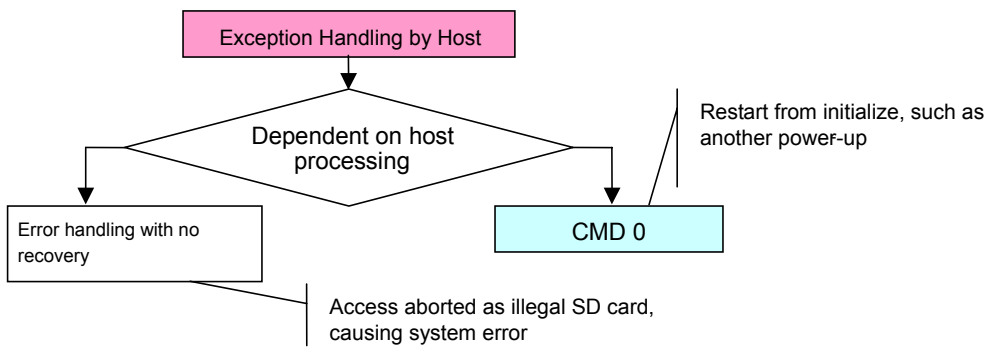 Exception Handling by Host
Dependent on host
processing
Restart from initialize, such as
another power-up
Error handling with no
recovery
CMD 0
Access aborted as illegal SD card,
causing system error